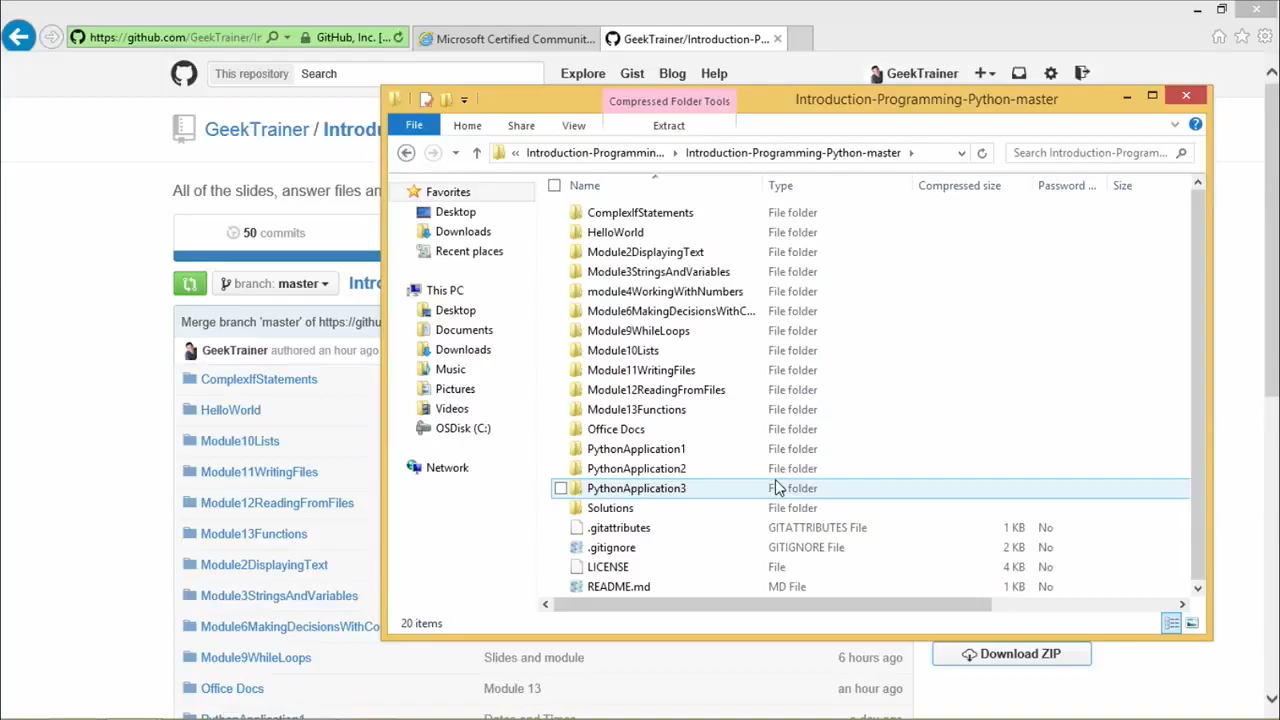 https://github.com/GeekTrainer/Ir
GitHub, Inc. [...
Microsoft Certified Communit...
GeekTrainer/Introduction-P...
This repository
Search
Explore
Gist
Blog
Help
GeekTrainer
GeekTrainer / Introdu
All of the slides, answer files an
50 commits
branch: master
Intro
Merge branch 'master' of https://githu
GeekTrainer authored an hour ago
ComplexIfStatements
HelloWorld
Module10Lists
Module11WritingFiles
Module12ReadingFromFiles
Module13Functions
Module2DisplayingText
Module3StringsAndVariables
Module6MakingDecisionsWithCo
Module9WhileLoops
Slides and module
6 hours ago
Office Docs
Module 13
an hour ago
PythonApplication1
Dates and Times
a day ago
Download ZIP
Compressed Folder Tools
Introduction-Programming-Python-master
File
Home
Share
View
Extract
« Introduction-Programmin...
Introduction-Programming-Python-master
Search Introduction-Program...
Favorites
Desktop
Downloads
Recent places
This PC
Desktop
Documents
Downloads
Music
Pictures
Videos
OSDisk (C:)
Network
Name
Type
Compressed size
Password ...
Size
ComplexIfStatements File folder
HelloWorld File folder
Module2DisplayingText File folder
Module3StringsAndVariables File folder
module4WorkingWithNumbers File folder
Module6MakingDecisionsWithC... File folder
Module9WhileLoops File folder
Module10Lists File folder
Module11WritingFiles File folder
Module12ReadingFromFiles File folder
Module13Functions File folder
Office Docs File folder
PythonApplication1 File folder
PythonApplication2 File folder
PythonApplication3 File folder
Solutions File folder
.gitattributes GITATTRIBUTES File 1 KB No
.gitignore GITIGNORE File 2 KB No
LICENSE File 4 KB No
README.md MD File 1 KB No
20 items